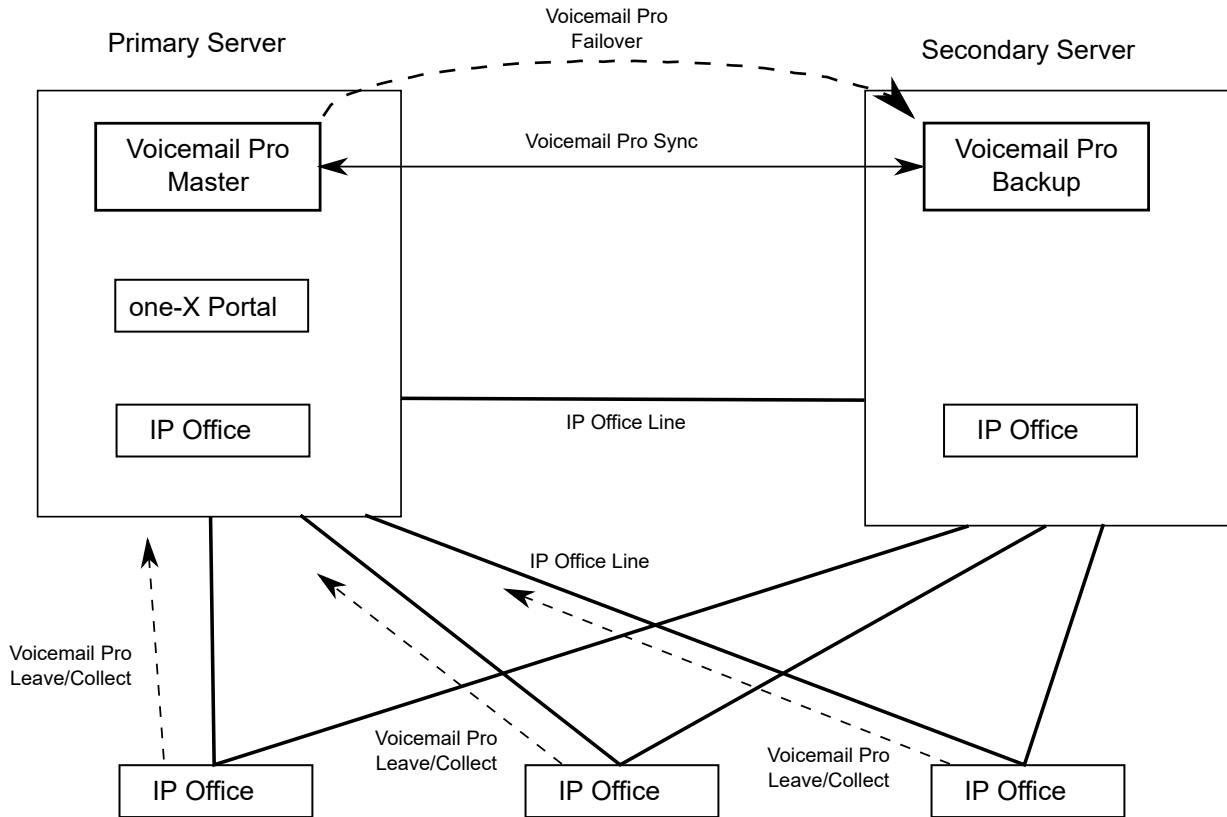 Voicemail Pro
Failover
Primary Server
Secondary Server
Voicemail Pro
Master
Voicemail Pro Sync
Voicemail Pro
Backup
one-X Portal
IP Office
IP Office Line
IP Office
IP Office Line
Voicemail Pro
Leave/Collect
Voicemail Pro
Leave/Collect
Voicemail Pro
Leave/Collect
IP Office
IP Office
IP Office